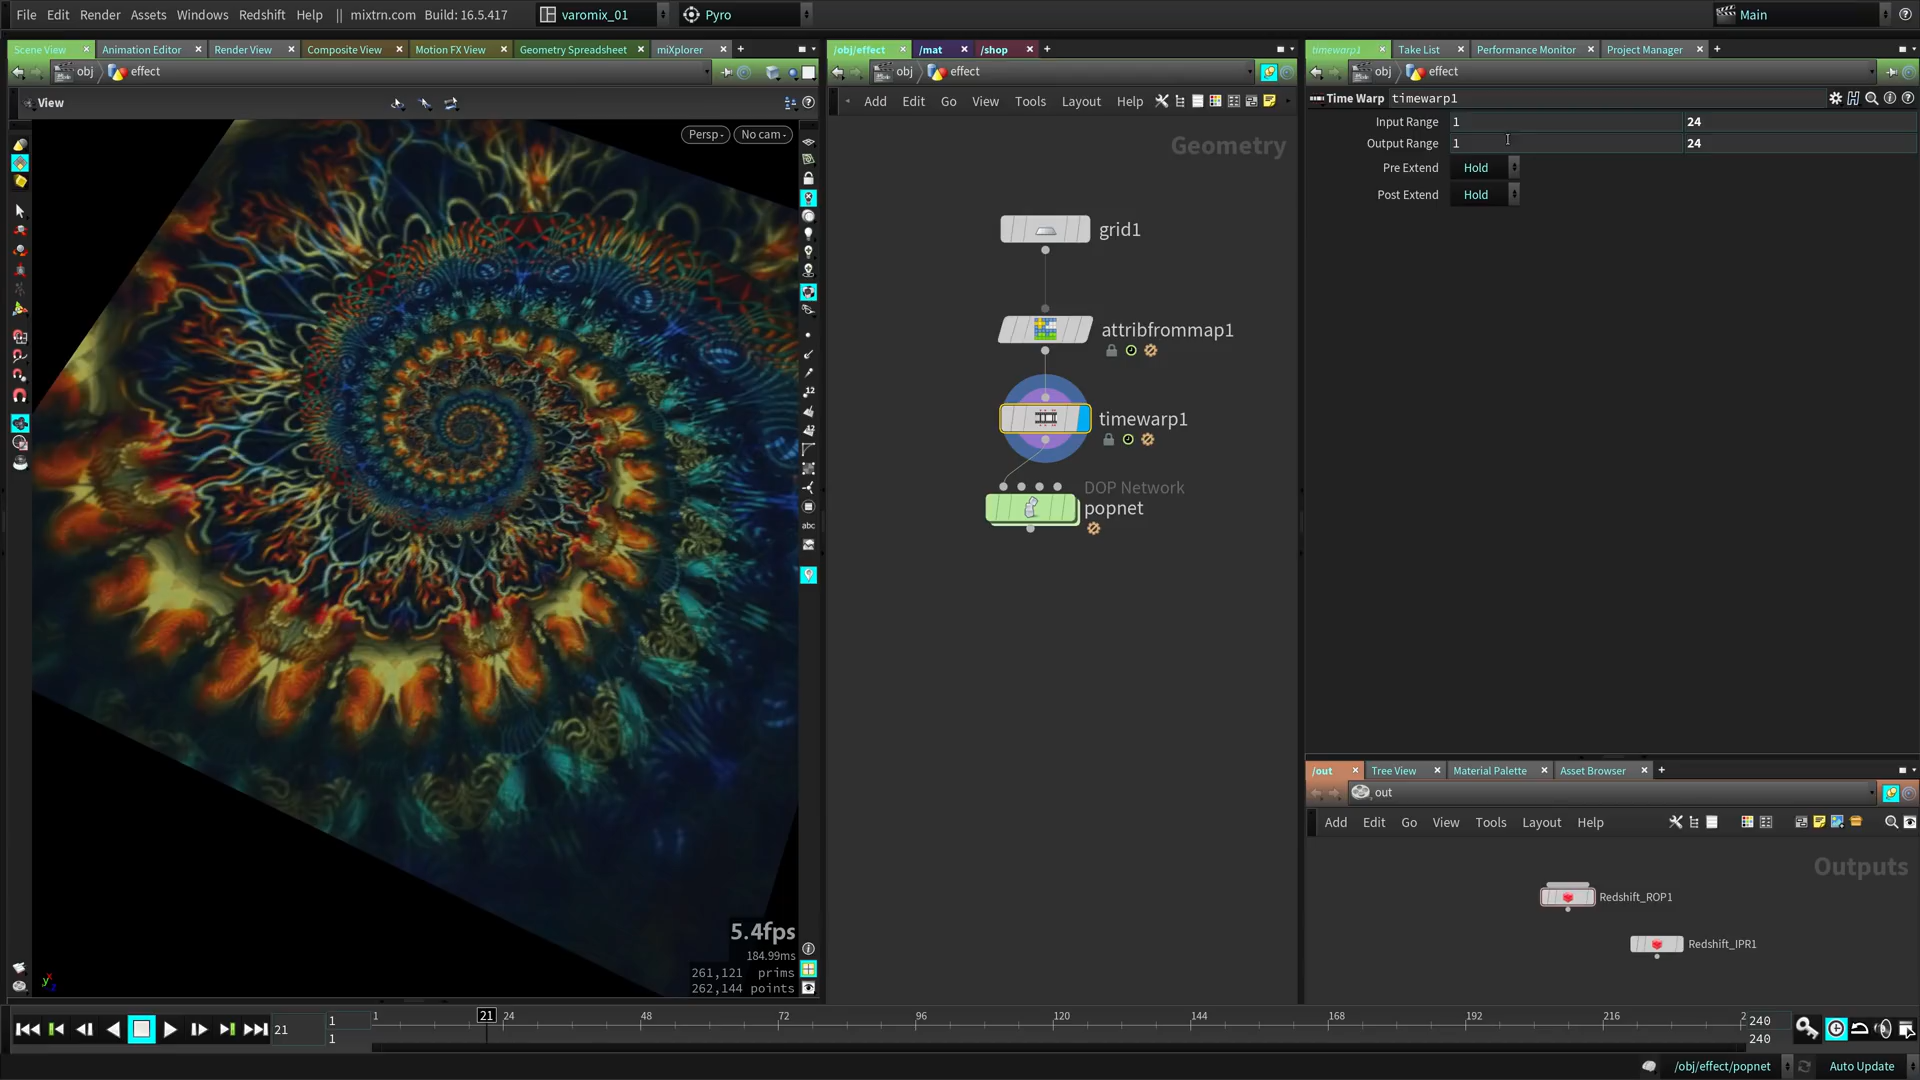 File Edit Render Assets Windows Redshift Help || mixtrn.com Build: 16.5.417 varomix_01 Pyro Main
Scene View Animation Editor Render View Composite View Motion FX View Geometry Spreadsheet miXplorer
/obj/effect /mat /shop
timewarp1 Take List Performance Monitor Project Manager
obj effect
obj effect
obj effect
View
Add Edit Go View Tools Layout Help
Time Warp timewarp1
Input Range 1 24
Output Range 1 24
Pre Extend Hold
Post Extend Hold
Persp No cam
Geometry
grid1
attribfrommap1
timewarp1
DOP Network
popnet
12
abc
5.4fps
184.99ms
261,121 prims
262,144 points
/out Tree View Material Palette Asset Browser
out
Add Edit Go View Tools Layout Help
Outputs
Redshift_ROP1
Redshift_IPR1
21 1 1 1 21 24 48 72 96 120 144 168 192 216 2 240 240
/obj/effect/popnet Auto Update